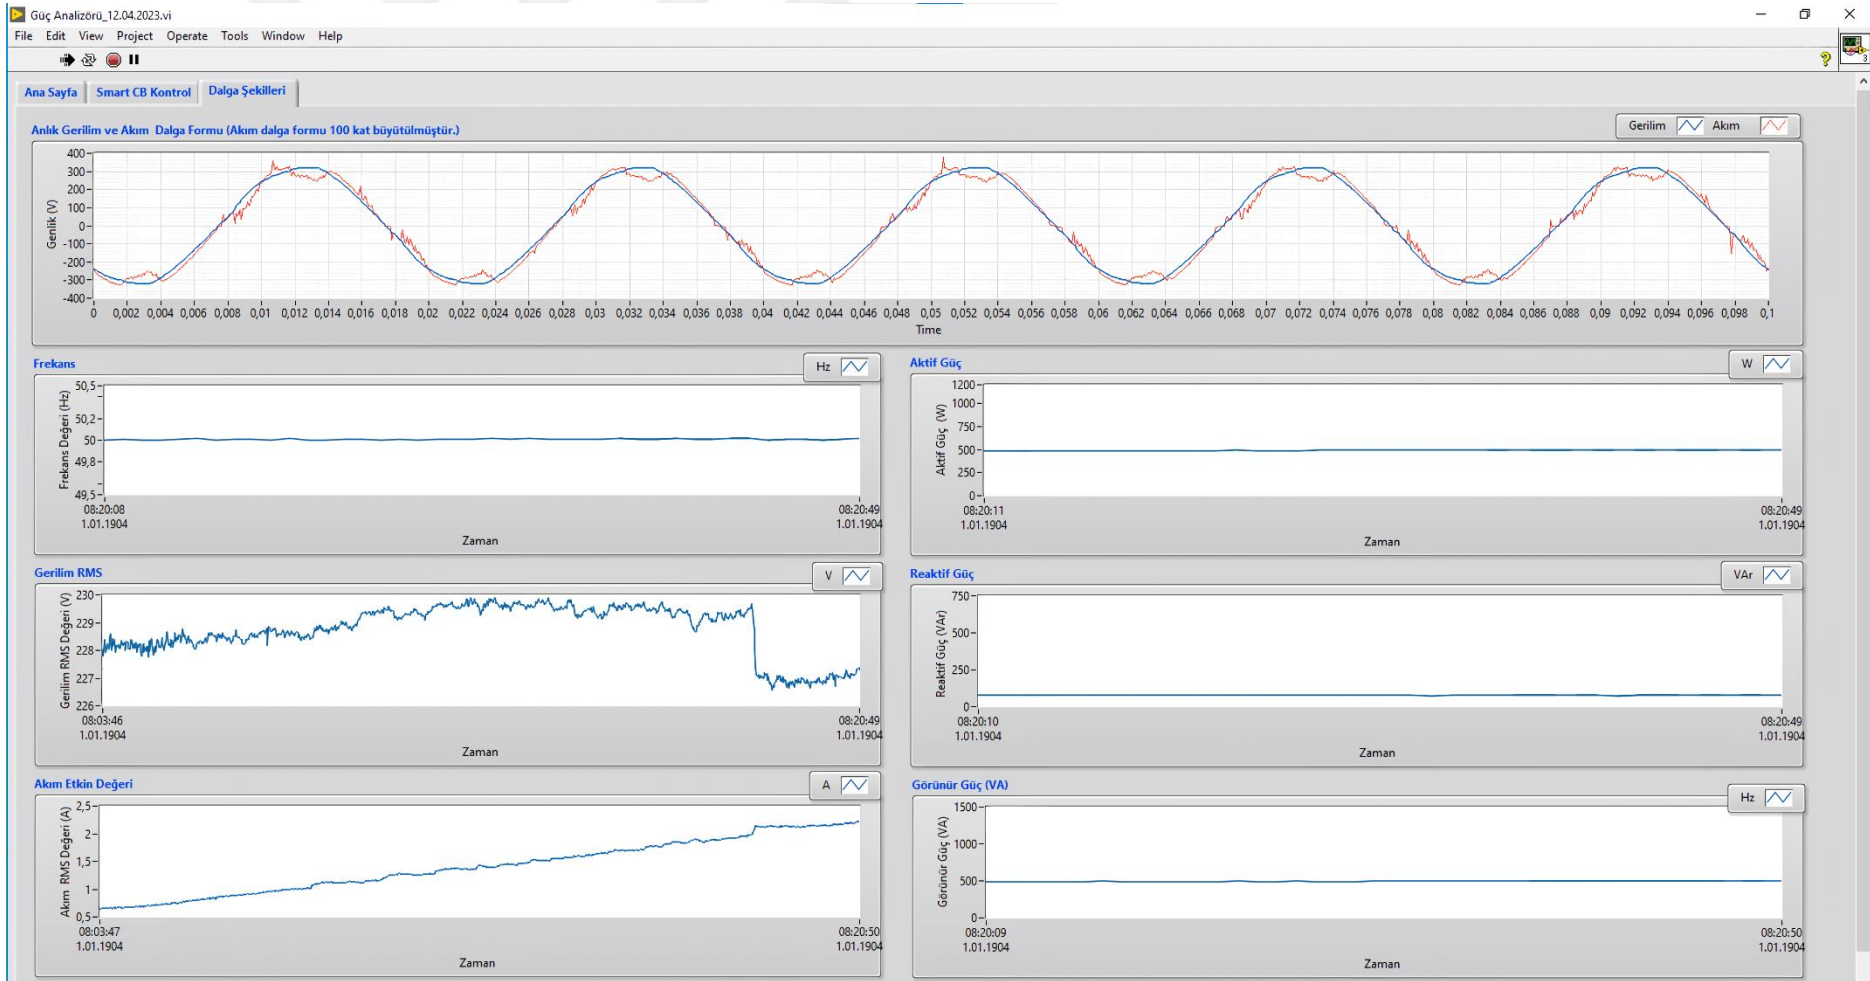 Güç Analizörü_12.04.2023.vi
File Edit View Project Operate Tools Window Help
Ana Sayfa Smart CB Kontrol Dalga Şekilleri
Anlık Gerilim ve Akım Dalga Formu (Akım dalga formu 100 kat büyütülmüştür.)
Gerilim Akım
Genlik (V)
400
300
200
100
0
-100
-200
-300
-400
0 0,002 0,004 0,006 0,008 0,01 0,012 0,014 0,016 0,018 0,02 0,022 0,024 0,026 0,028 0,03 0,032 0,034 0,036 0,038 0,04 0,042 0,044 0,046 0,048 0,05 0,052 0,054 0,056 0,058 0,06 0,062 0,064 0,066 0,068 0,07 0,072 0,074 0,076 0,078 0,08 0,082 0,084 0,086 0,088 0,09 0,092 0,094 0,096 0,098 0,1
Time
Frekans
Hz
Frekans Değeri (Hz)
50,5
50,2
50
49,8
49,5
08:20:08 08:20:49
1.01.1904 1.01.1904
Zaman
Aktif Güç
W
Aktif Güç (W)
1200
1000
750
500
250
0
08:20:11 08:20:49
1.01.1904 1.01.1904
Zaman
Gerilim RMS
V
Gerilim RMS Değeri (V)
230
229
228
227
226
08:03:46 08:20:49
1.01.1904 1.01.1904
Zaman
Reaktif Güç
VAr
Reaktif Güç (VAr)
750
500
250
0
08:20:10 08:20:49
1.01.1904 1.01.1904
Zaman
Akım Etkin Değeri
A
Akım RMS Değeri (A)
2,5
2
1,5
1
0,5
08:03:47 08:20:50
1.01.1904 1.01.1904
Zaman
Görünür Güç (VA)
Hz
Görünür Güç (VA)
1500
1000
500
0
08:20:09 08:20:50
1.01.1904 1.01.1904
Zaman